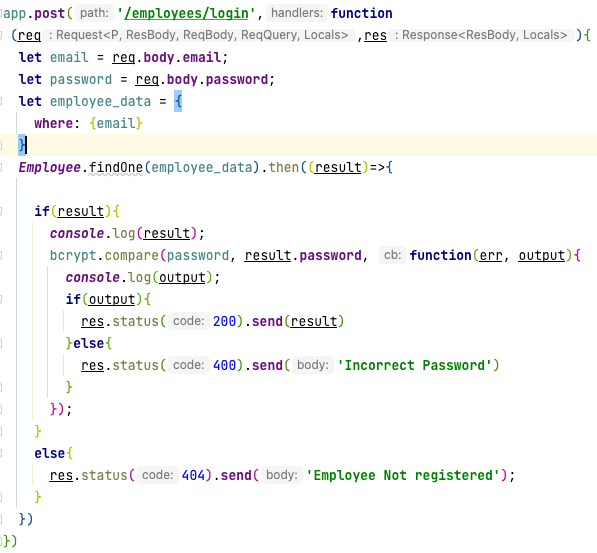 app.post( path: '/employees/login', handlers: function
(req : Request<P, ResBody, ReqBody, ReqQuery, Locals> ,res : Response<ResBody, Locals> ){
let email = req.body.email;
let password = req.body.password;
let employee_data = {
where: {email}
}
Employee.findOne(employee_data).then((result)=>{
if(result){
console.log(result);
bcrypt.compare(password, result.password, cb: function(err, output){
console.log(output);
if(output){
res.status( code: 200).send(result)
}else{
res.status( code: 400).send( body: 'Incorrect Password')
}
});
}
else{
res.status( code: 404).send( body: 'Employee Not registered');
}
})
})